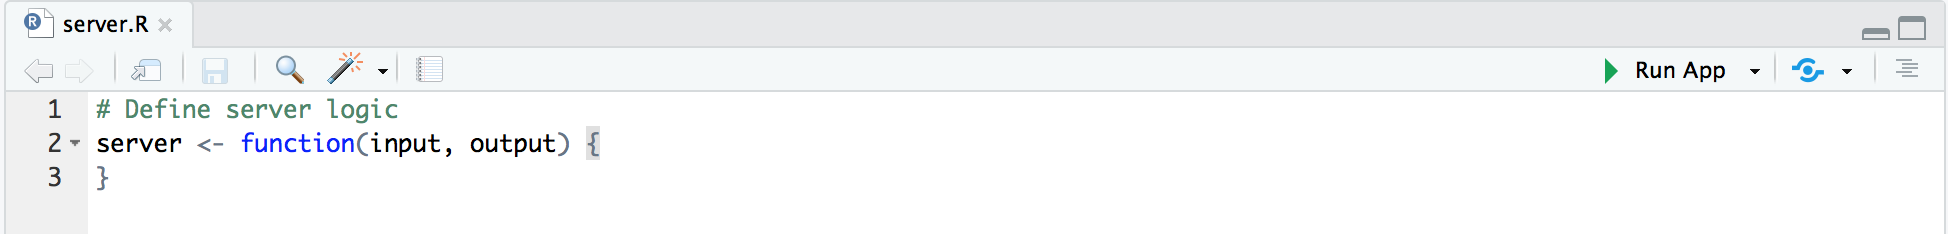 server.R
Run App
1 # Define server logic
2 server <- function(input, output) {
3 }